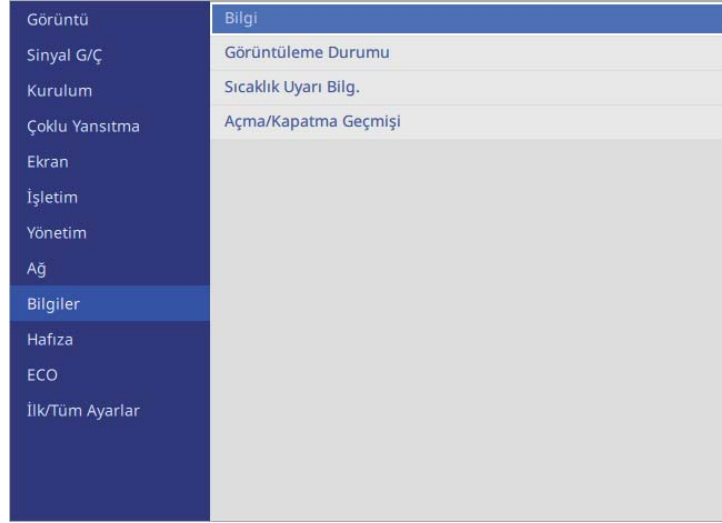 Görüntü
Sinyal G/Ç
Kurulum
Çoklu Yansıtma
Ekran
İşletim
Yönetim
Ağ
Bilgiler
Hafıza
ECO
İlk/Tüm Ayarlar
Bilgi
Görüntüleme Durumu
Sıcaklık Uyarı Bilg.
Açma/Kapatma Geçmişi